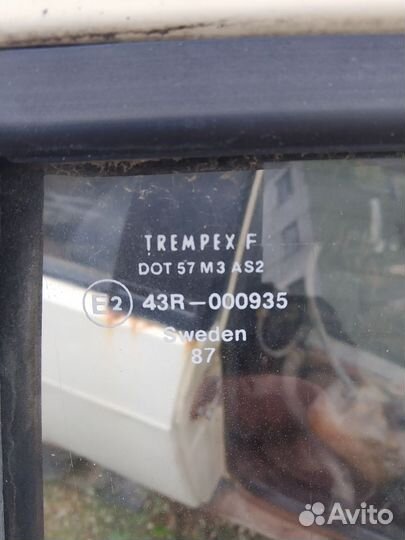 TREMPEX F
DOT 57 M3 AS2
E2 43R-000935
Sweden
87
Avito